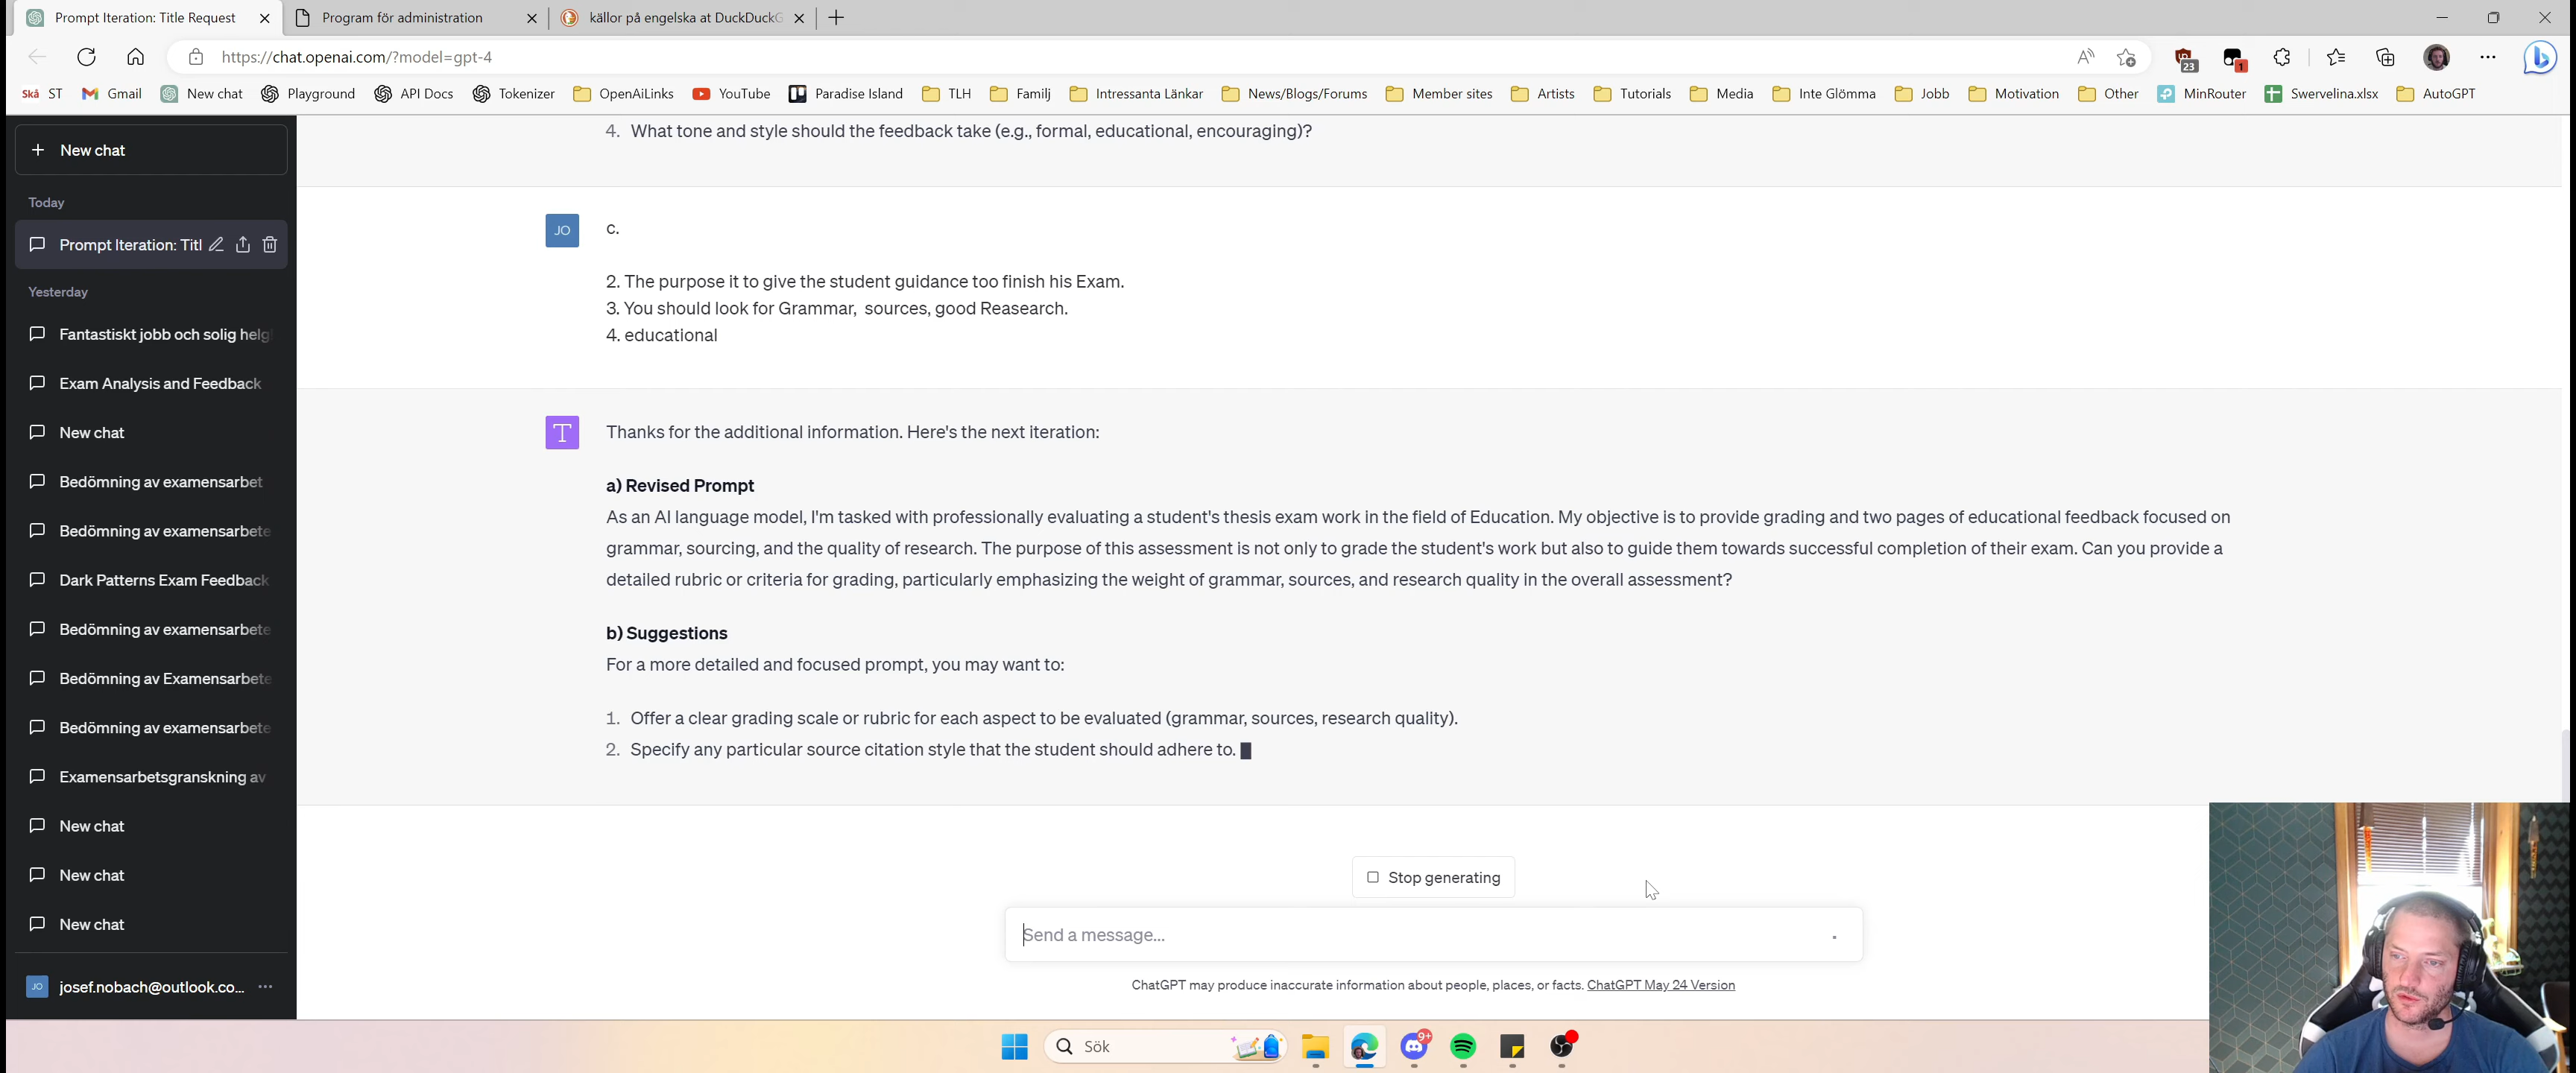 Prompt Iteration: Title Request
Program för administration
källor på engelska at DuckDuckG
https://chat.openai.com/?model=gpt-4
23
1
Skå ST
Gmail
New chat
Playground
API Docs
Tokenizer
OpenAiLinks
YouTube
Paradise Island
TLH
Familj
Intressanta Länkar
News/Blogs/Forums
Member sites
Artists
Tutorials
Media
Inte Glömma
Jobb
Motivation
Other
MinRouter
Swervelina.xlsx
AutoGPT
New chat
Today
Prompt Iteration: Titl
Yesterday
Fantastiskt jobb och solig helg
Exam Analysis and Feedback
New chat
Bedömning av examensarbet
Bedömning av examensarbete
Dark Patterns Exam Feedback
Bedömning av examensarbete
Bedömning av Examensarbete
Bedömning av examensarbete
Examensarbetsgranskning av
New chat
New chat
New chat
JO josef.nobach@outlook.co...
4. What tone and style should the feedback take (e.g., formal, educational, encouraging)?
JO
c.
2. The purpose it to give the student guidance too finish his Exam.
3. You should look for Grammar, sources, good Reasearch.
4. educational
T
Thanks for the additional information. Here's the next iteration:
a) Revised Prompt
As an AI language model, I'm tasked with professionally evaluating a student's thesis exam work in the field of Education. My objective is to provide grading and two pages of educational feedback focused on
grammar, sourcing, and the quality of research. The purpose of this assessment is not only to grade the student's work but also to guide them towards successful completion of their exam. Can you provide a
detailed rubric or criteria for grading, particularly emphasizing the weight of grammar, sources, and research quality in the overall assessment?
b) Suggestions
For a more detailed and focused prompt, you may want to:
1. Offer a clear grading scale or rubric for each aspect to be evaluated (grammar, sources, research quality).
2. Specify any particular source citation style that the student should adhere to.
Stop generating
Send a message...
ChatGPT may produce inaccurate information about people, places, or facts. ChatGPT May 24 Version
Sök
9+